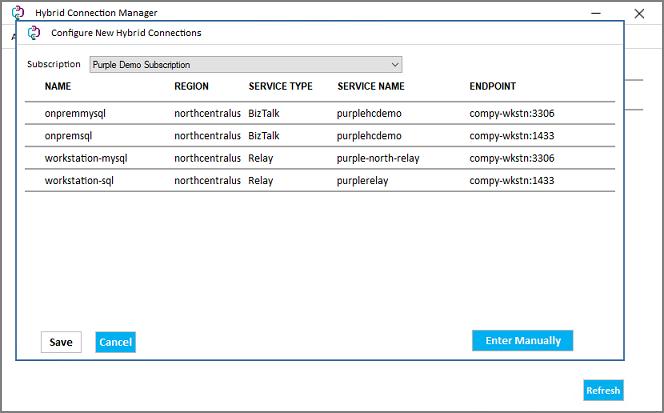 Hybrid Connection Manager
Configure New Hybrid Connections
Subscription Purple Demo Subscription
NAME REGION SERVICE TYPE SERVICE NAME ENDPOINT
onpremmysql northcentralus BizTalk purplehcdemo compy-wkstn:3306
onpremsql northcentralus BizTalk purplehcdemo compy-wkstn:1433
workstation-mysql northcentralus Relay purple-north-relay compy-wkstn:3306
workstation-sql northcentralus Relay purplerelay compy-wkstn:1433
Save Cancel Enter Manually
Refresh